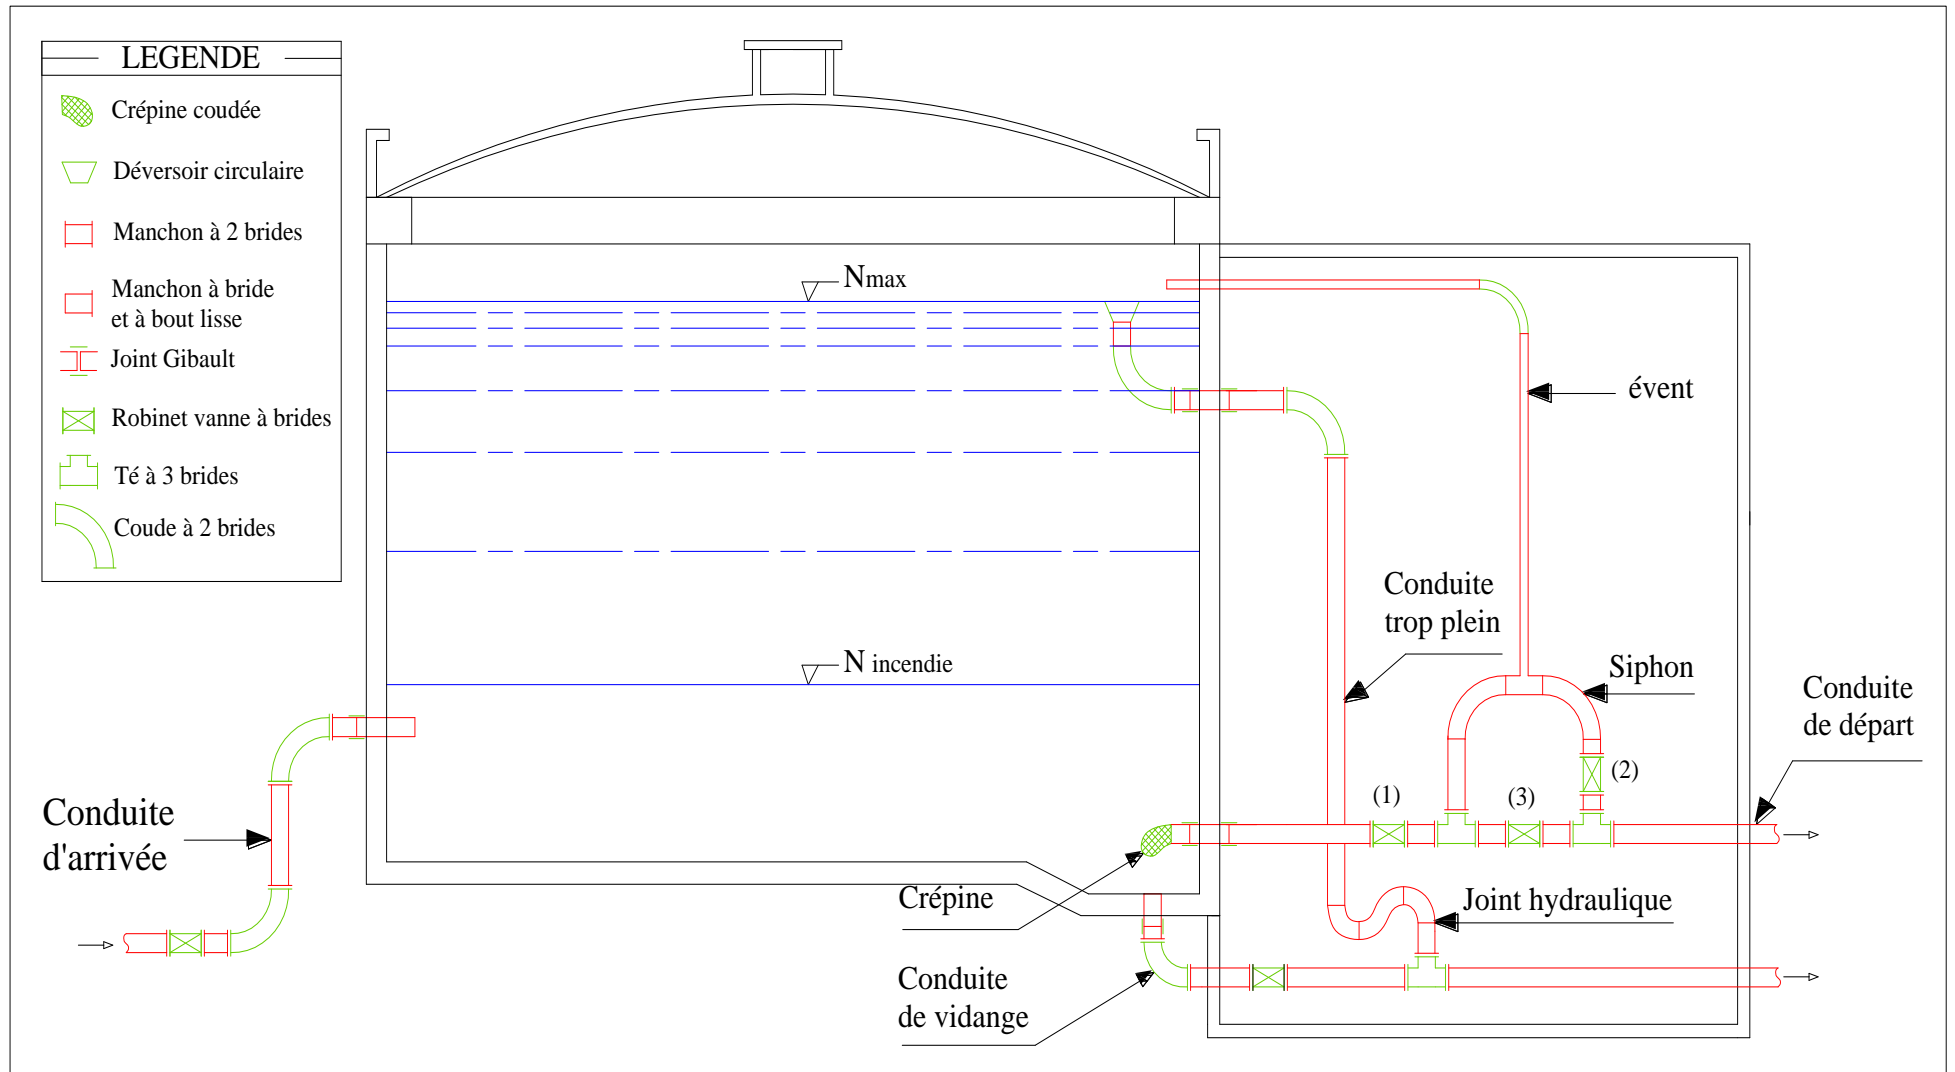 LEGENDE
Crépine coudée
Déversoir circulaire
Manchon à 2 brides
Manchon à bride
et à bout lisse
Joint Gibault
Robinet vanne à brides
Té à 3 brides
Coude à 2 brides
Nmax
évent
Conduite
trop plein
N incendie
Siphon
Conduite
de départ
(2)
(1)
(3)
Conduite
d'arrivée
Crépine
Joint hydraulique
Conduite
de vidange